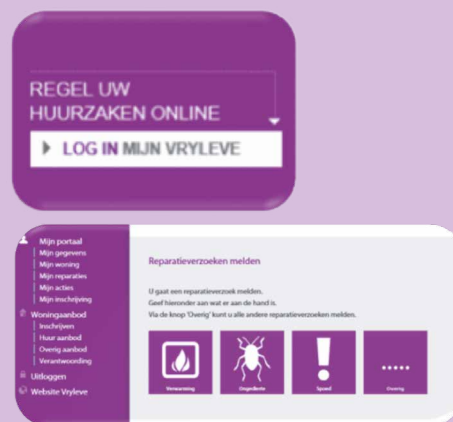 REGEL UW
HUURZAKEN ONLINE
LOG IN MIJN VRYLEVE
Mijn portaal
Mijn gegevens
Mijn woning
Mijn reparaties
Mijn acties
Mijn inschrijving
Woningaanbod
Inschrijven
Huur aanbod
Overig aanbod
Verantwoording
Uitloggen
Website Vryleve
Reparatieverzoeken melden
U gaat een reparatieverzoek melden.
Geef hieronder aan wat er aan de hand is.
Via de knop 'Overig' kunt u alle andere reparatieverzoeken melden.
Verwarming
Ongedierte
Spoed
Overig